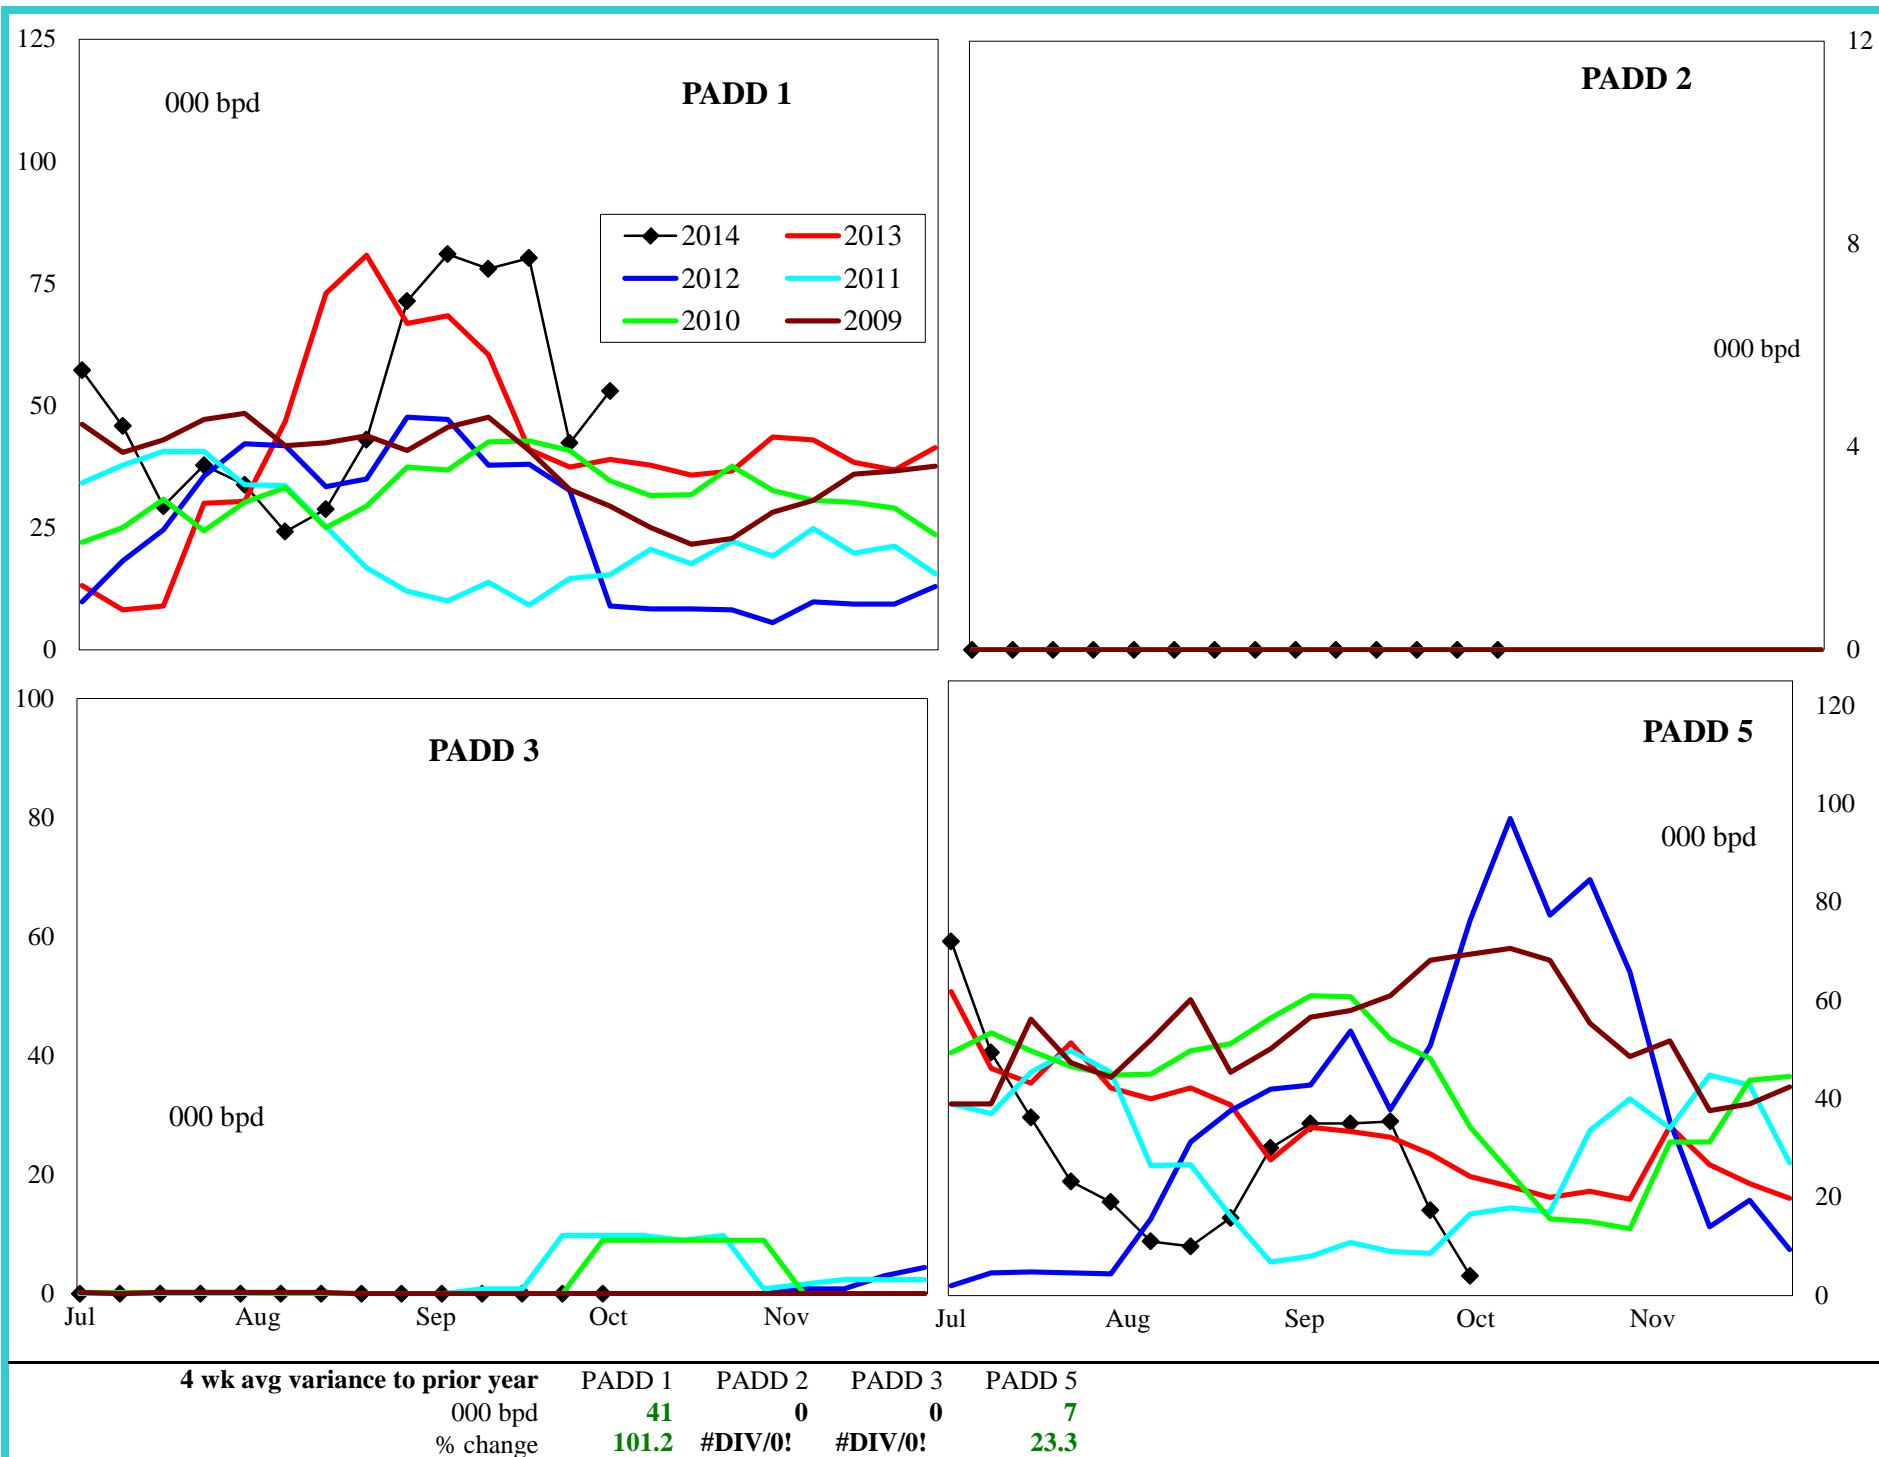 125
100
75
50
25
0
000 bpd
PADD 1
2014 2013
2012 2011
2010 2009
PADD 2
12
8
4
0
000 bpd
100
80
60
40
20
0
PADD 3
000 bpd
Jul Aug Sep Oct Nov
PADD 5
120
100
80
60
40
20
0
000 bpd
Jul Aug Sep Oct Nov
4 wk avg variance to prior year PADD 1 PADD 2 PADD 3 PADD 5
000 bpd 41 0 0 7
% change 101.2 #DIV/0! #DIV/0! 23.3